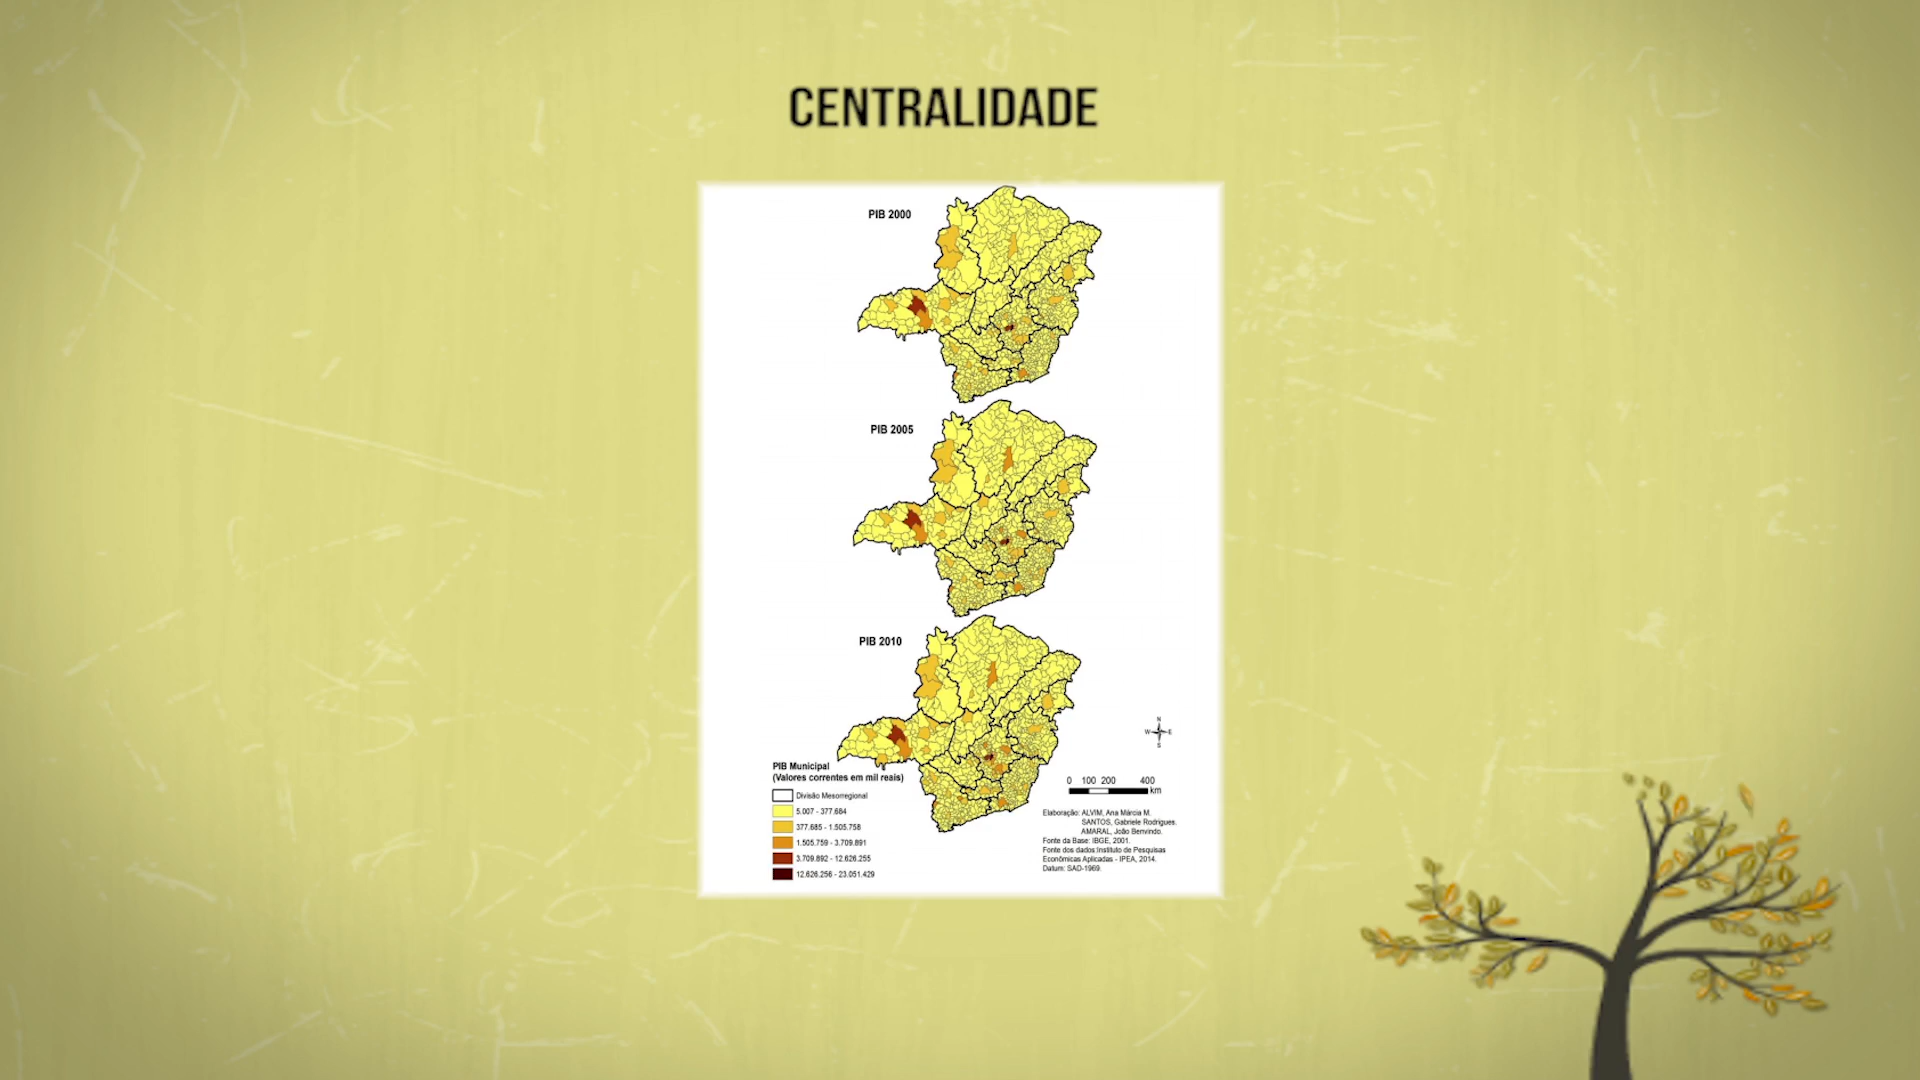 CENTRALIDADE
PIB 2000
PIB 2005
PIB 2010
PIB Municipal
(Valores correntes em mil reais)
Divisão Mesorregional
5.007 - 377.684
377.685 - 1.505.758
1.505.759 - 3.709.891
3.709.892 - 12.626.255
12.626.256 - 23.051.429
N
W E
S
0 100 200 400
km
Elaboração: ALVIM, Ana Márcia M.
SANTOS, Gabriele Rodrigues.
AMARAL, João Benvindo.
Fonte da Base: IBGE, 2001.
Fonte dos dados:Instituto de Pesquisas
Econômicas Aplicadas - IPEA, 2014.
Datum: SAD-1969.